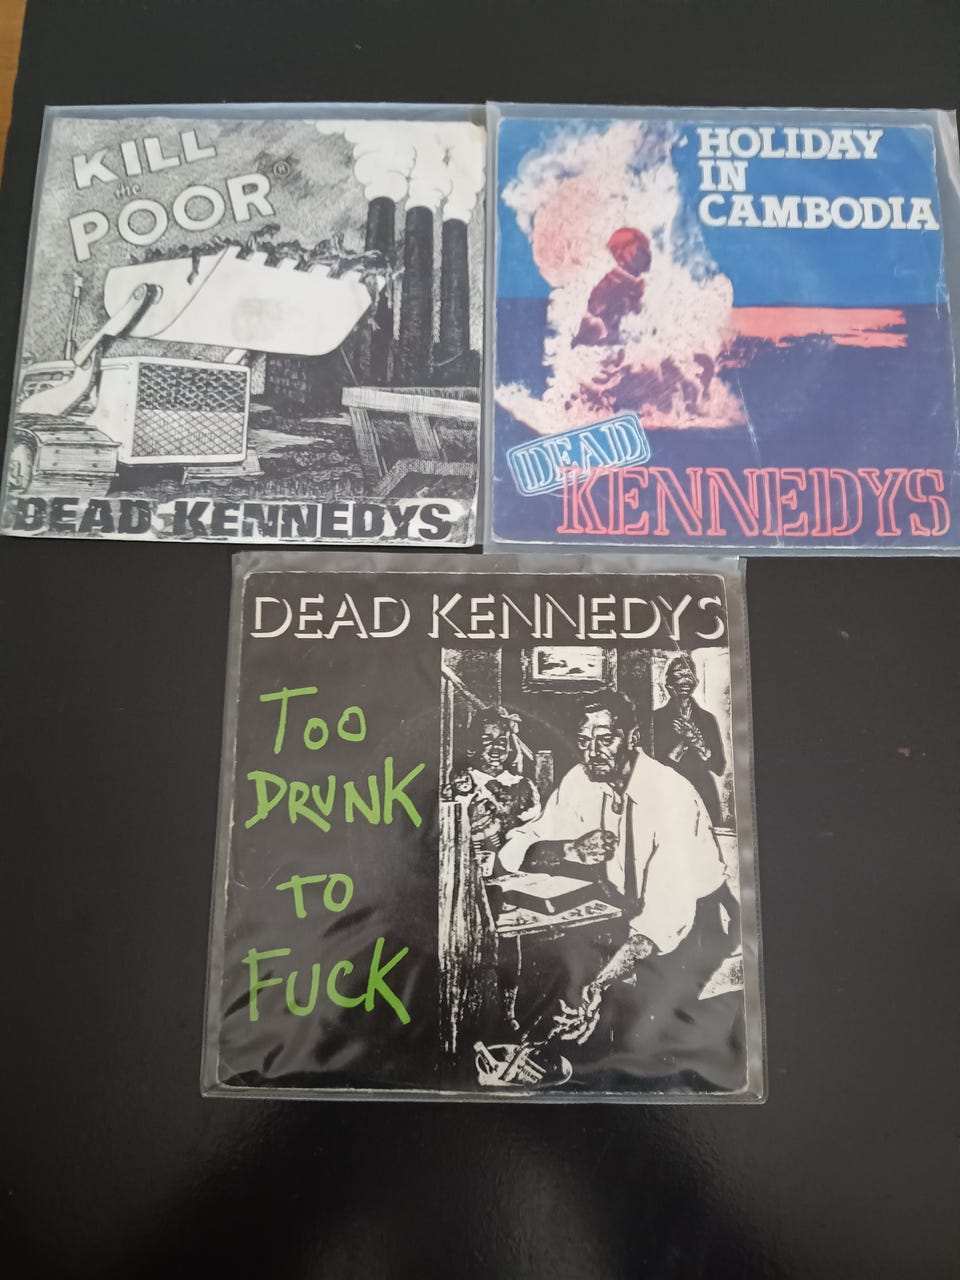 KILL
the
POOR ®
DEAD KENNEDYS
HOLIDAY
IN
CAMBODIA
DEAD
KENNEDYS
DEAD KENNEDYS
Too
DRUNK
TO
FUCK